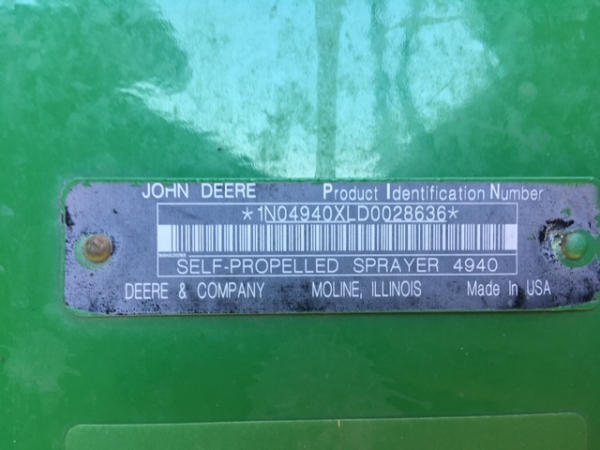 JOHN DEERE Product Identification Number
*1N04940XLD0028636*
SELF-PROPELLED SPRAYER 4940
DEERE & COMPANY MOLINE, ILLINOIS Made In USA